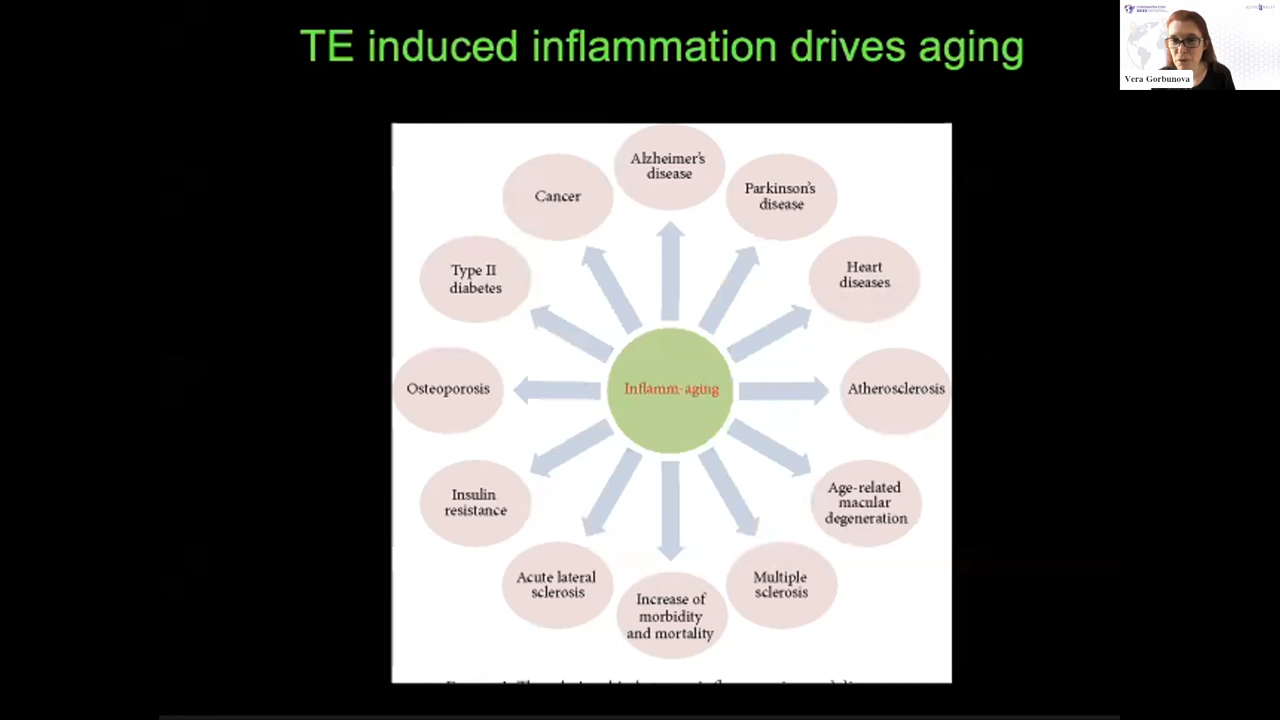 TE induced inflammation drives aging
Vera Gorbunova
Alzheimer's
disease
Parkinson's
disease
Heart
diseases
Atherosclerosis
Age-related
macular
degeneration
Multiple
sclerosis
Increase of
morbidity
and mortality
Acute lateral
sclerosis
Insulin
resistance
Osteoporosis
Type II
diabetes
Cancer
Inflamm-aging